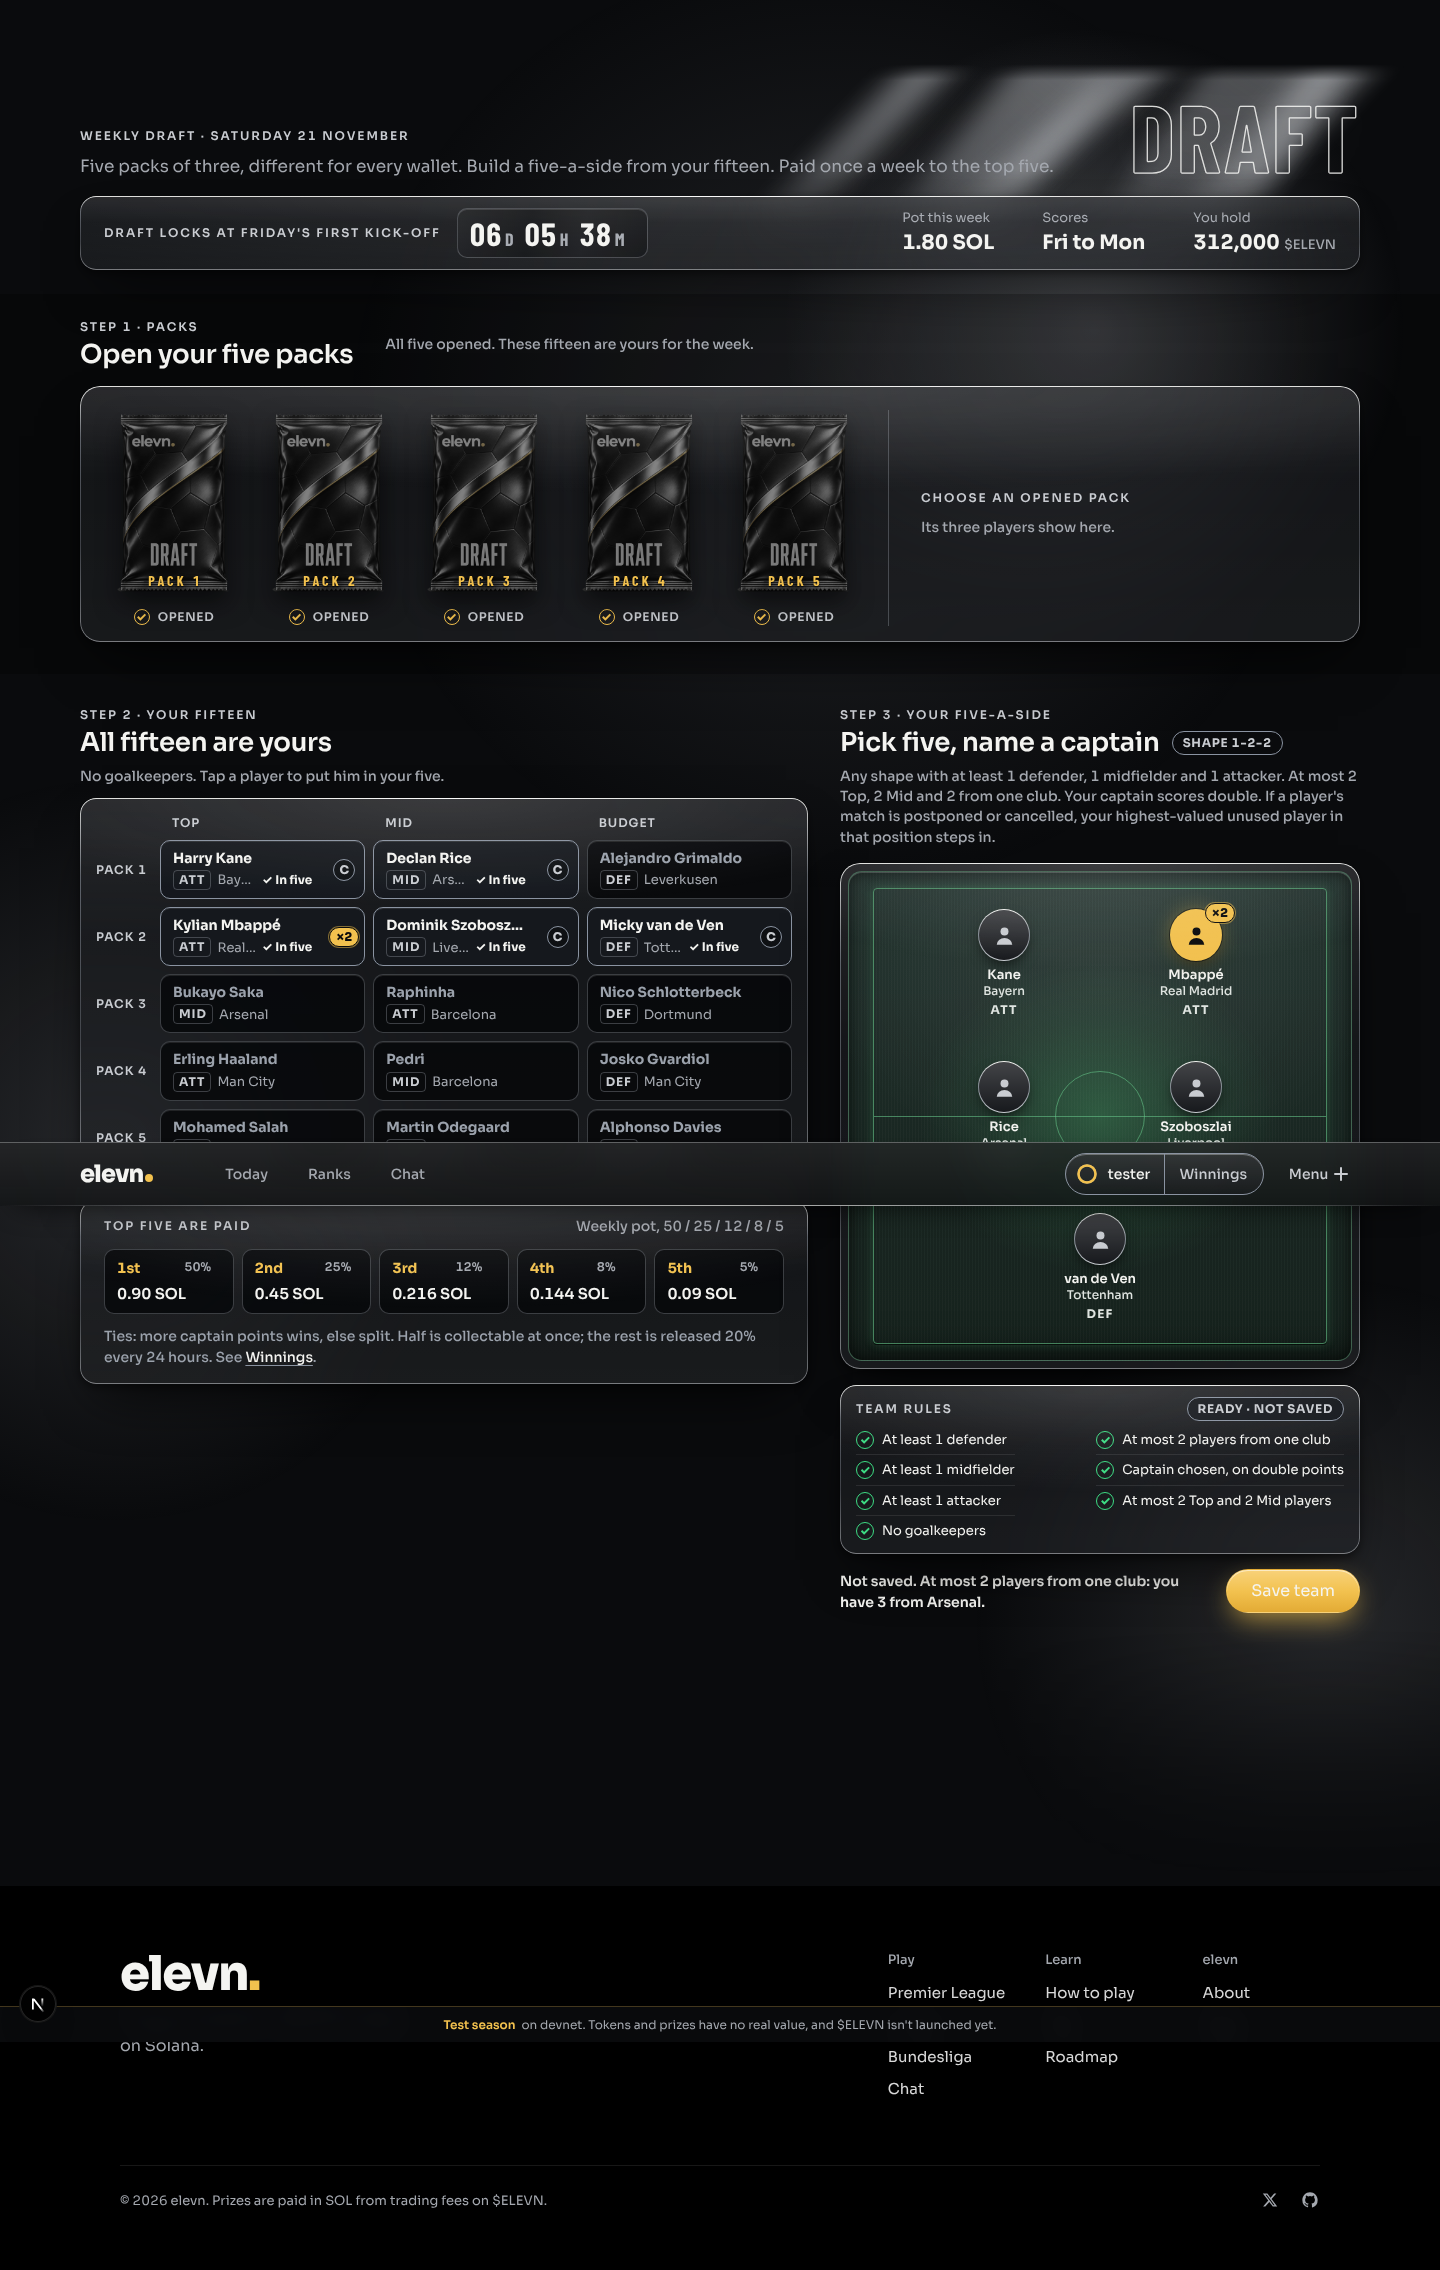 DRAFT
WEEKLY DRAFT · SATURDAY 21 NOVEMBER
Five packs of three, different for every wallet. Build a five-a-side from your fifteen. Paid once a week to the top five.
DRAFT LOCKS AT FRIDAY'S FIRST KICK-OFF
06D 05H 38M
Pot this week
1.80 SOL
Scores
Fri to Mon
You hold
312,000 $ELEVN
STEP 1 · PACKS
Open your five packs
All five opened. These fifteen are yours for the week.
elevn. elevn. elevn. elevn. elevn.
DRAFT DRAFT DRAFT DRAFT DRAFT
PACK 1 PACK 2 PACK 3 PACK 4 PACK 5
OPENED OPENED OPENED OPENED OPENED
CHOOSE AN OPENED PACK
Its three players show here.
STEP 2 · YOUR FIFTEEN
All fifteen are yours
No goalkeepers. Tap a player to put him in your five.
TOP MID BUDGET
PACK 1
Harry Kane
ATT Bay... ✓ In five C
Declan Rice
MID Ars... ✓ In five C
Alejandro Grimaldo
DEF Leverkusen
PACK 2
Kylian Mbappé
ATT Real... ✓ In five ×2
Dominik Szobosz...
MID Live... ✓ In five C
Micky van de Ven
DEF Tott... ✓ In five C
PACK 3
Bukayo Saka
MID Arsenal
Raphinha
ATT Barcelona
Nico Schlotterbeck
DEF Dortmund
PACK 4
Erling Haaland
ATT Man City
Pedri
MID Barcelona
Josko Gvardiol
DEF Man City
PACK 5
Mohamed Salah
Martin Odegaard
Alphonso Davies
STEP 3 · YOUR FIVE-A-SIDE
Pick five, name a captain SHAPE 1-2-2
Any shape with at least 1 defender, 1 midfielder and 1 attacker. At most 2
Top, 2 Mid and 2 from one club. Your captain scores double. If a player's
match is postponed or cancelled, your highest-valued unused player in
that position steps in.
Kane
Bayern
ATT
×2
Mbappé
Real Madrid
ATT
Rice
Szoboszlai
elevn. Today Ranks Chat tester Winnings Menu
TOP FIVE ARE PAID
Weekly pot, 50 / 25 / 12 / 8 / 5
1st 50%
0.90 SOL
2nd 25%
0.45 SOL
3rd 12%
0.216 SOL
4th 8%
0.144 SOL
5th 5%
0.09 SOL
Ties: more captain points wins, else split. Half is collectable at once; the rest is released 20%
every 24 hours. See Winnings.
van de Ven
Tottenham
DEF
TEAM RULES
READY · NOT SAVED
At least 1 defender
At least 1 midfielder
At least 1 attacker
No goalkeepers
At most 2 players from one club
Captain chosen, on double points
At most 2 Top and 2 Mid players
Not saved. At most 2 players from one club: you
have 3 from Arsenal.
Save team
elevn.
on Solana.
Play
Premier League
Bundesliga
Chat
Learn
How to play
Roadmap
elevn
About
N
Test season on devnet. Tokens and prizes have no real value, and $ELEVN isn't launched yet.
© 2026 elevn. Prizes are paid in SOL from trading fees on $ELEVN.